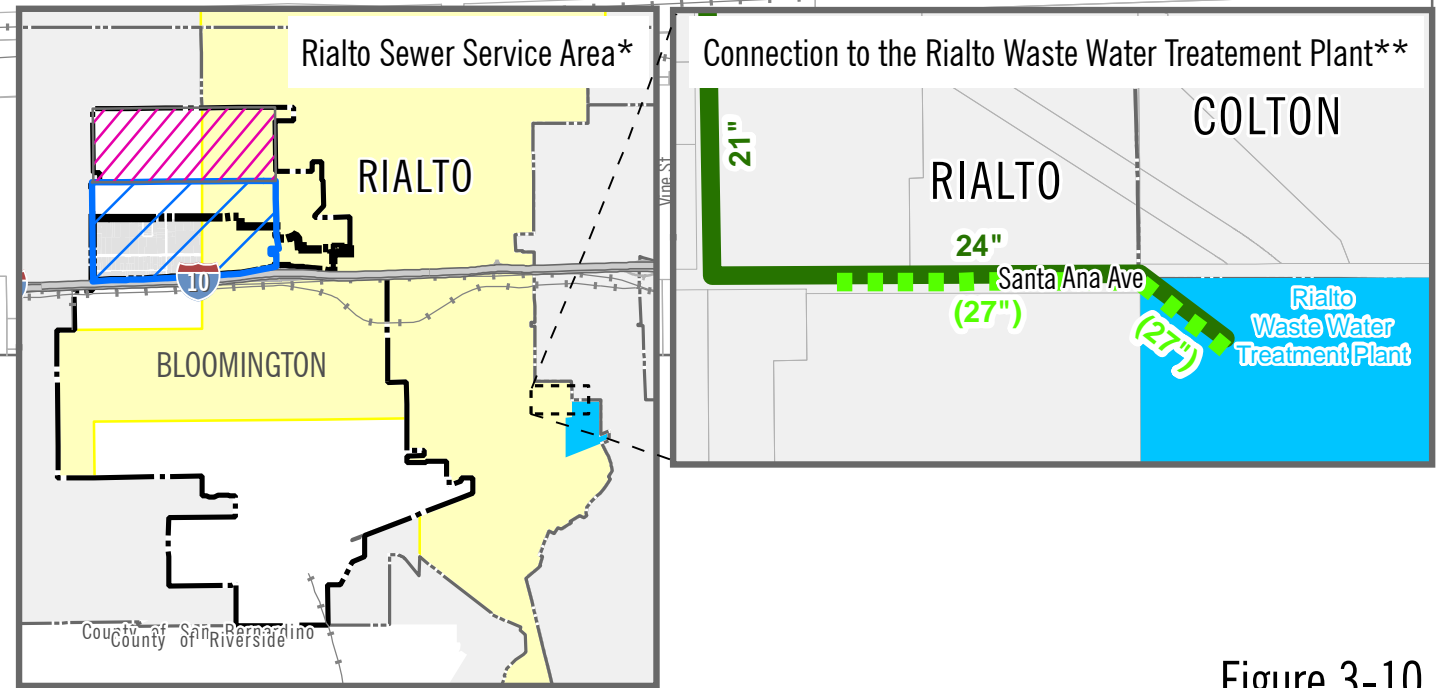 Rialto Sewer Service Area*
RIALTO
10
BLOOMINGTON
County of San Bernardino
County of Riverside
Connection to the Rialto Waste Water Treatement Plant**
COLTON
Vine St
21"
RIALTO
24"
Santa Ana Ave
(27")
(27")
Rialto
Waste Water
Treatment Plant
Figure 3-10